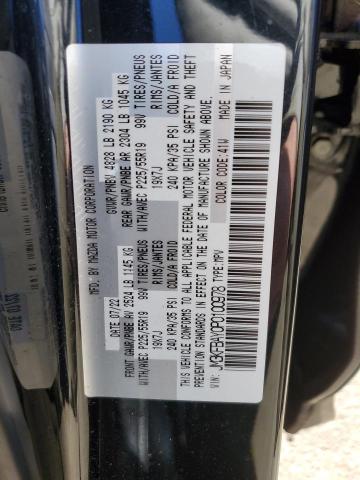 MFD. BY MAZDA MOTOR CORPORATION
DATE: 07/22 GVWR/PNBV 4828 LB 2190 KG
FRONT GAWR/PNBE AV 2524 LB 1145 KG REAR GAWR/PNBE AR 2304 LB 1045 KG
WITH/AVEC P225/55R19 99V TIRES/PNEUS WITH/AVEC P225/55R19 99V TIRES/PNEUS
19X7J RIMS/JANTES 19X7J RIMS/JANTES
240 KPA/35 PSI COLD/A FROID 240 KPA/35 PSI COLD/A FROID
THIS VEHICLE CONFORMS TO ALL APPLICABLE FEDERAL MOTOR VEHICLE SAFETY AND THEFT
PREVENTION STANDARDS IN EFFECT ON THE DATE OF MANUFACTURE SHOWN ABOVE.
MADE IN JAPAN
VIN: JM3KFBAY0P0100978 TYPE:MPV COLOR CODE:41W